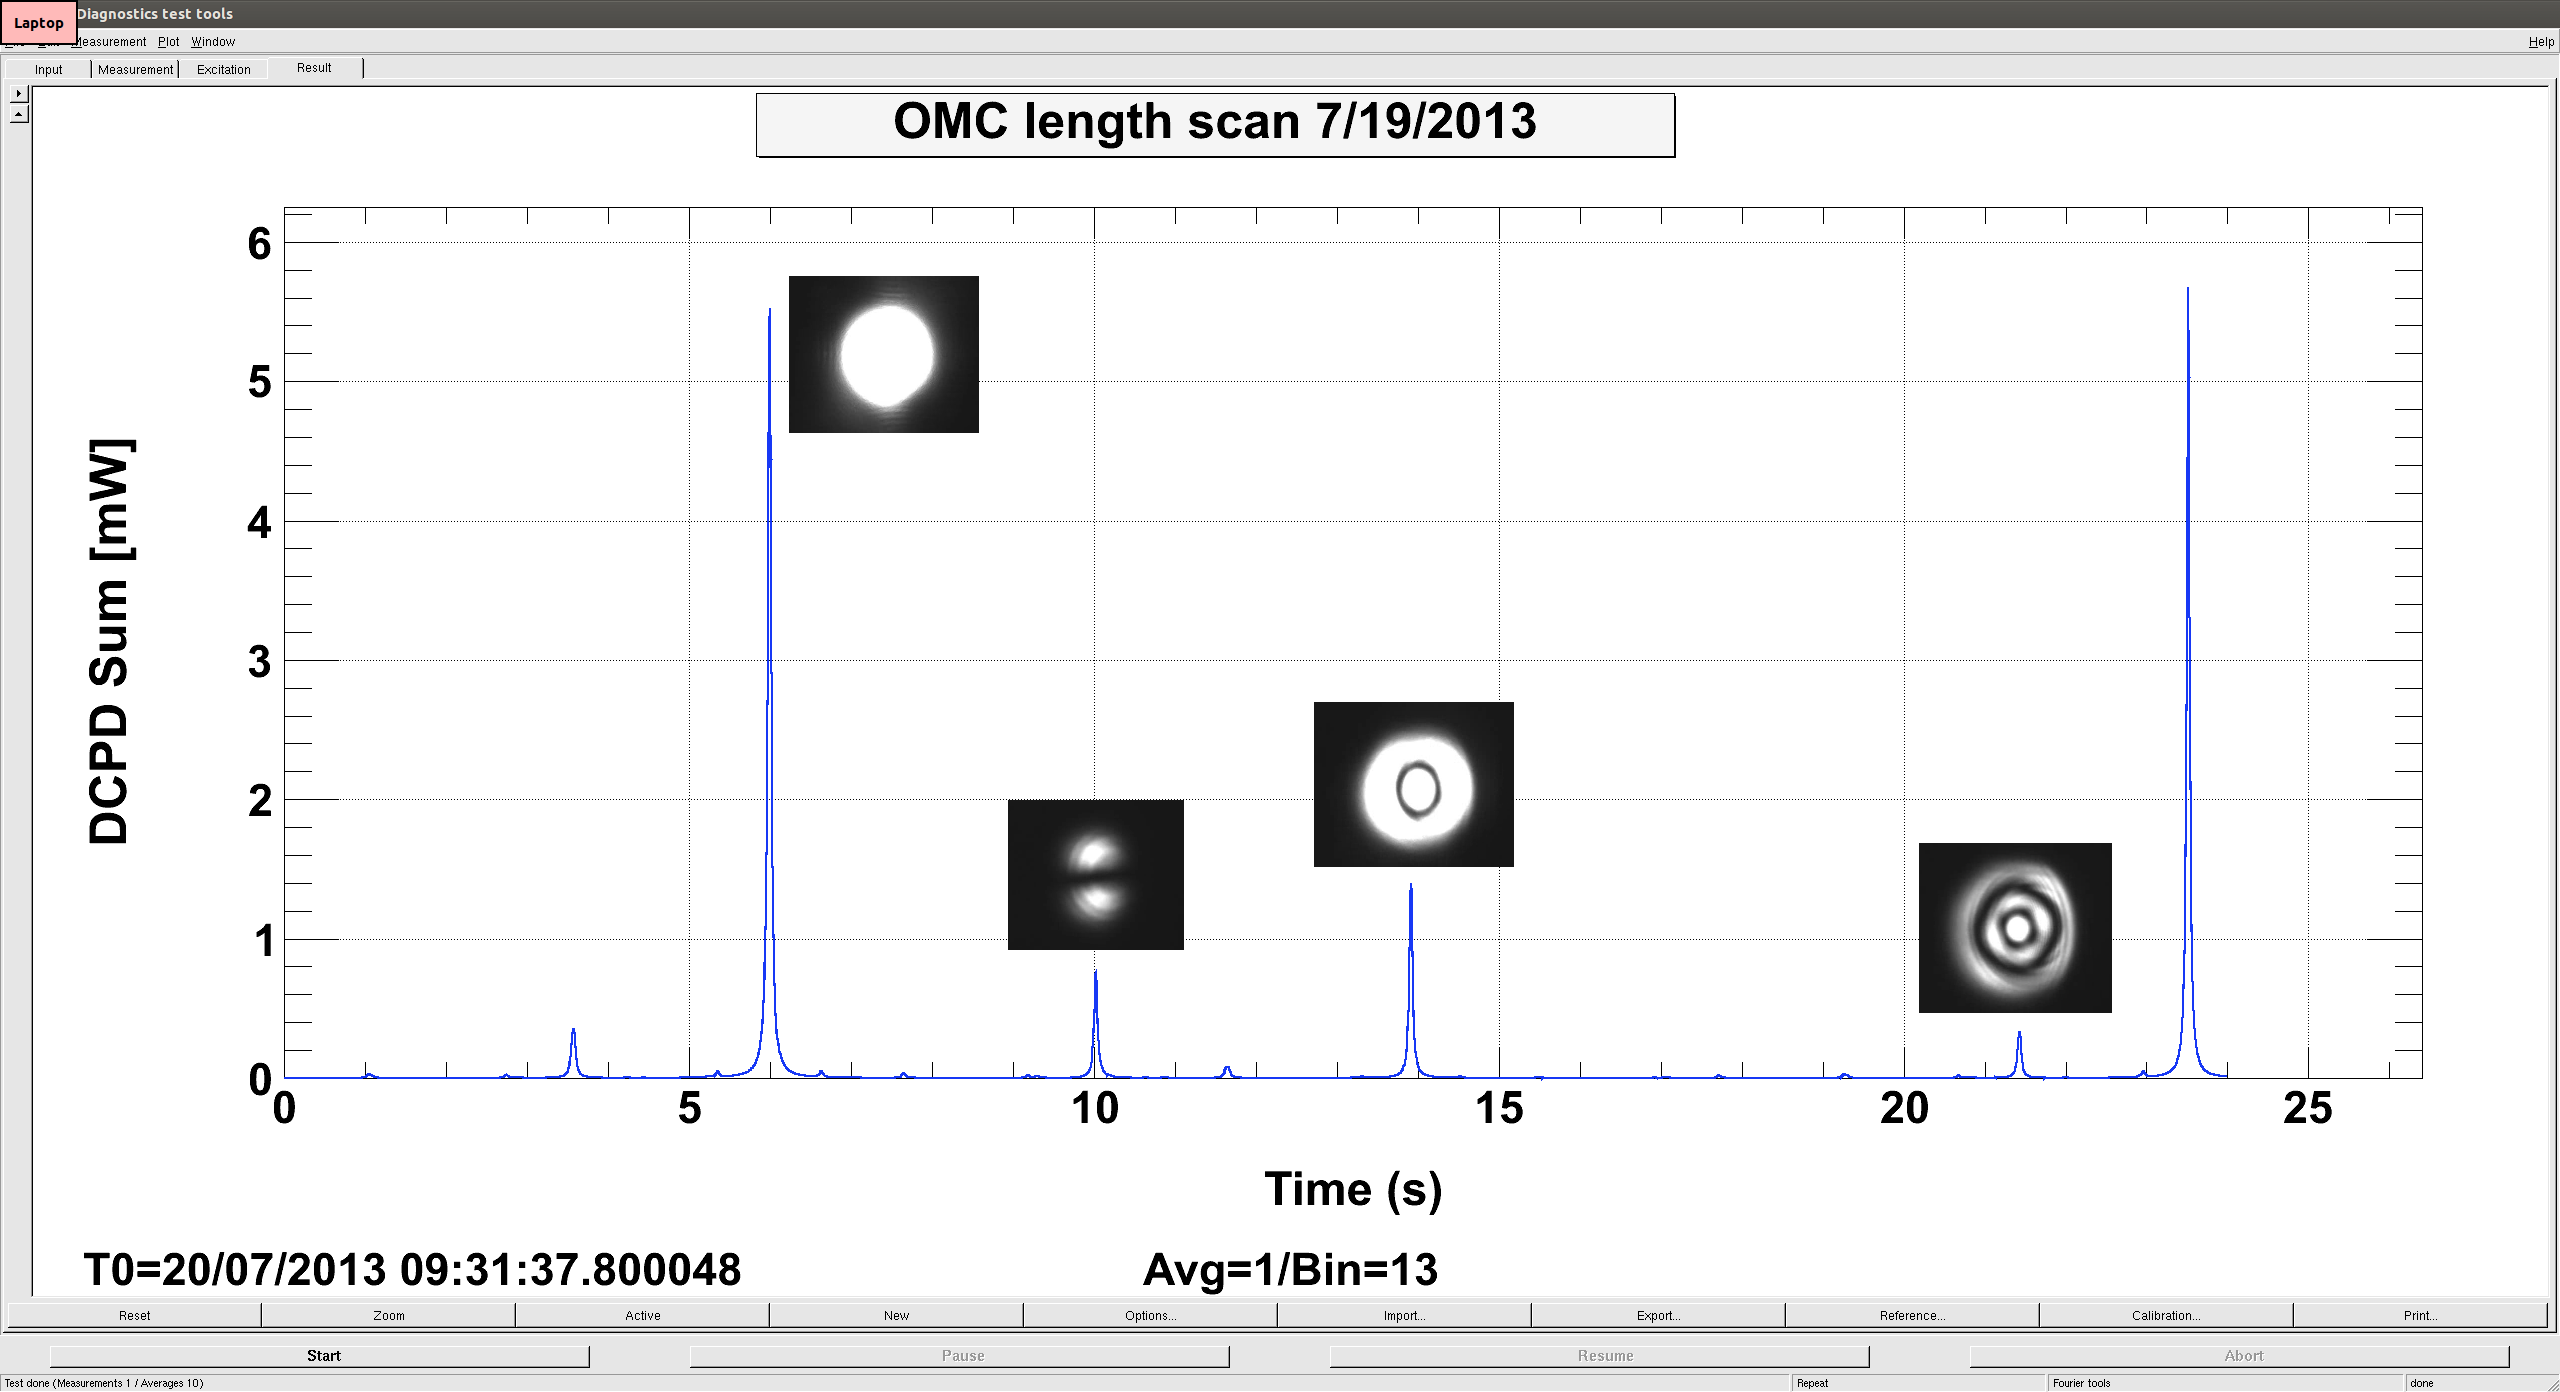 Laptop
Diagnostics test tools
Measurement Plot Window Help
Input Measurement Excitation Result
OMC length scan 7/19/2013
DCPD Sum [mW]
6
5
4
3
2
1
0
0 5 10 15 20 25
Time (s)
T0=20/07/2013 09:31:37.800048 Avg=1/Bin=13
Reset Zoom Active New Options... Import... Export... Reference... Calibration... Print...
Start Pause Resume Abort
Test done (Measurements 1 / Averages 10) Repeat Fourier tools done